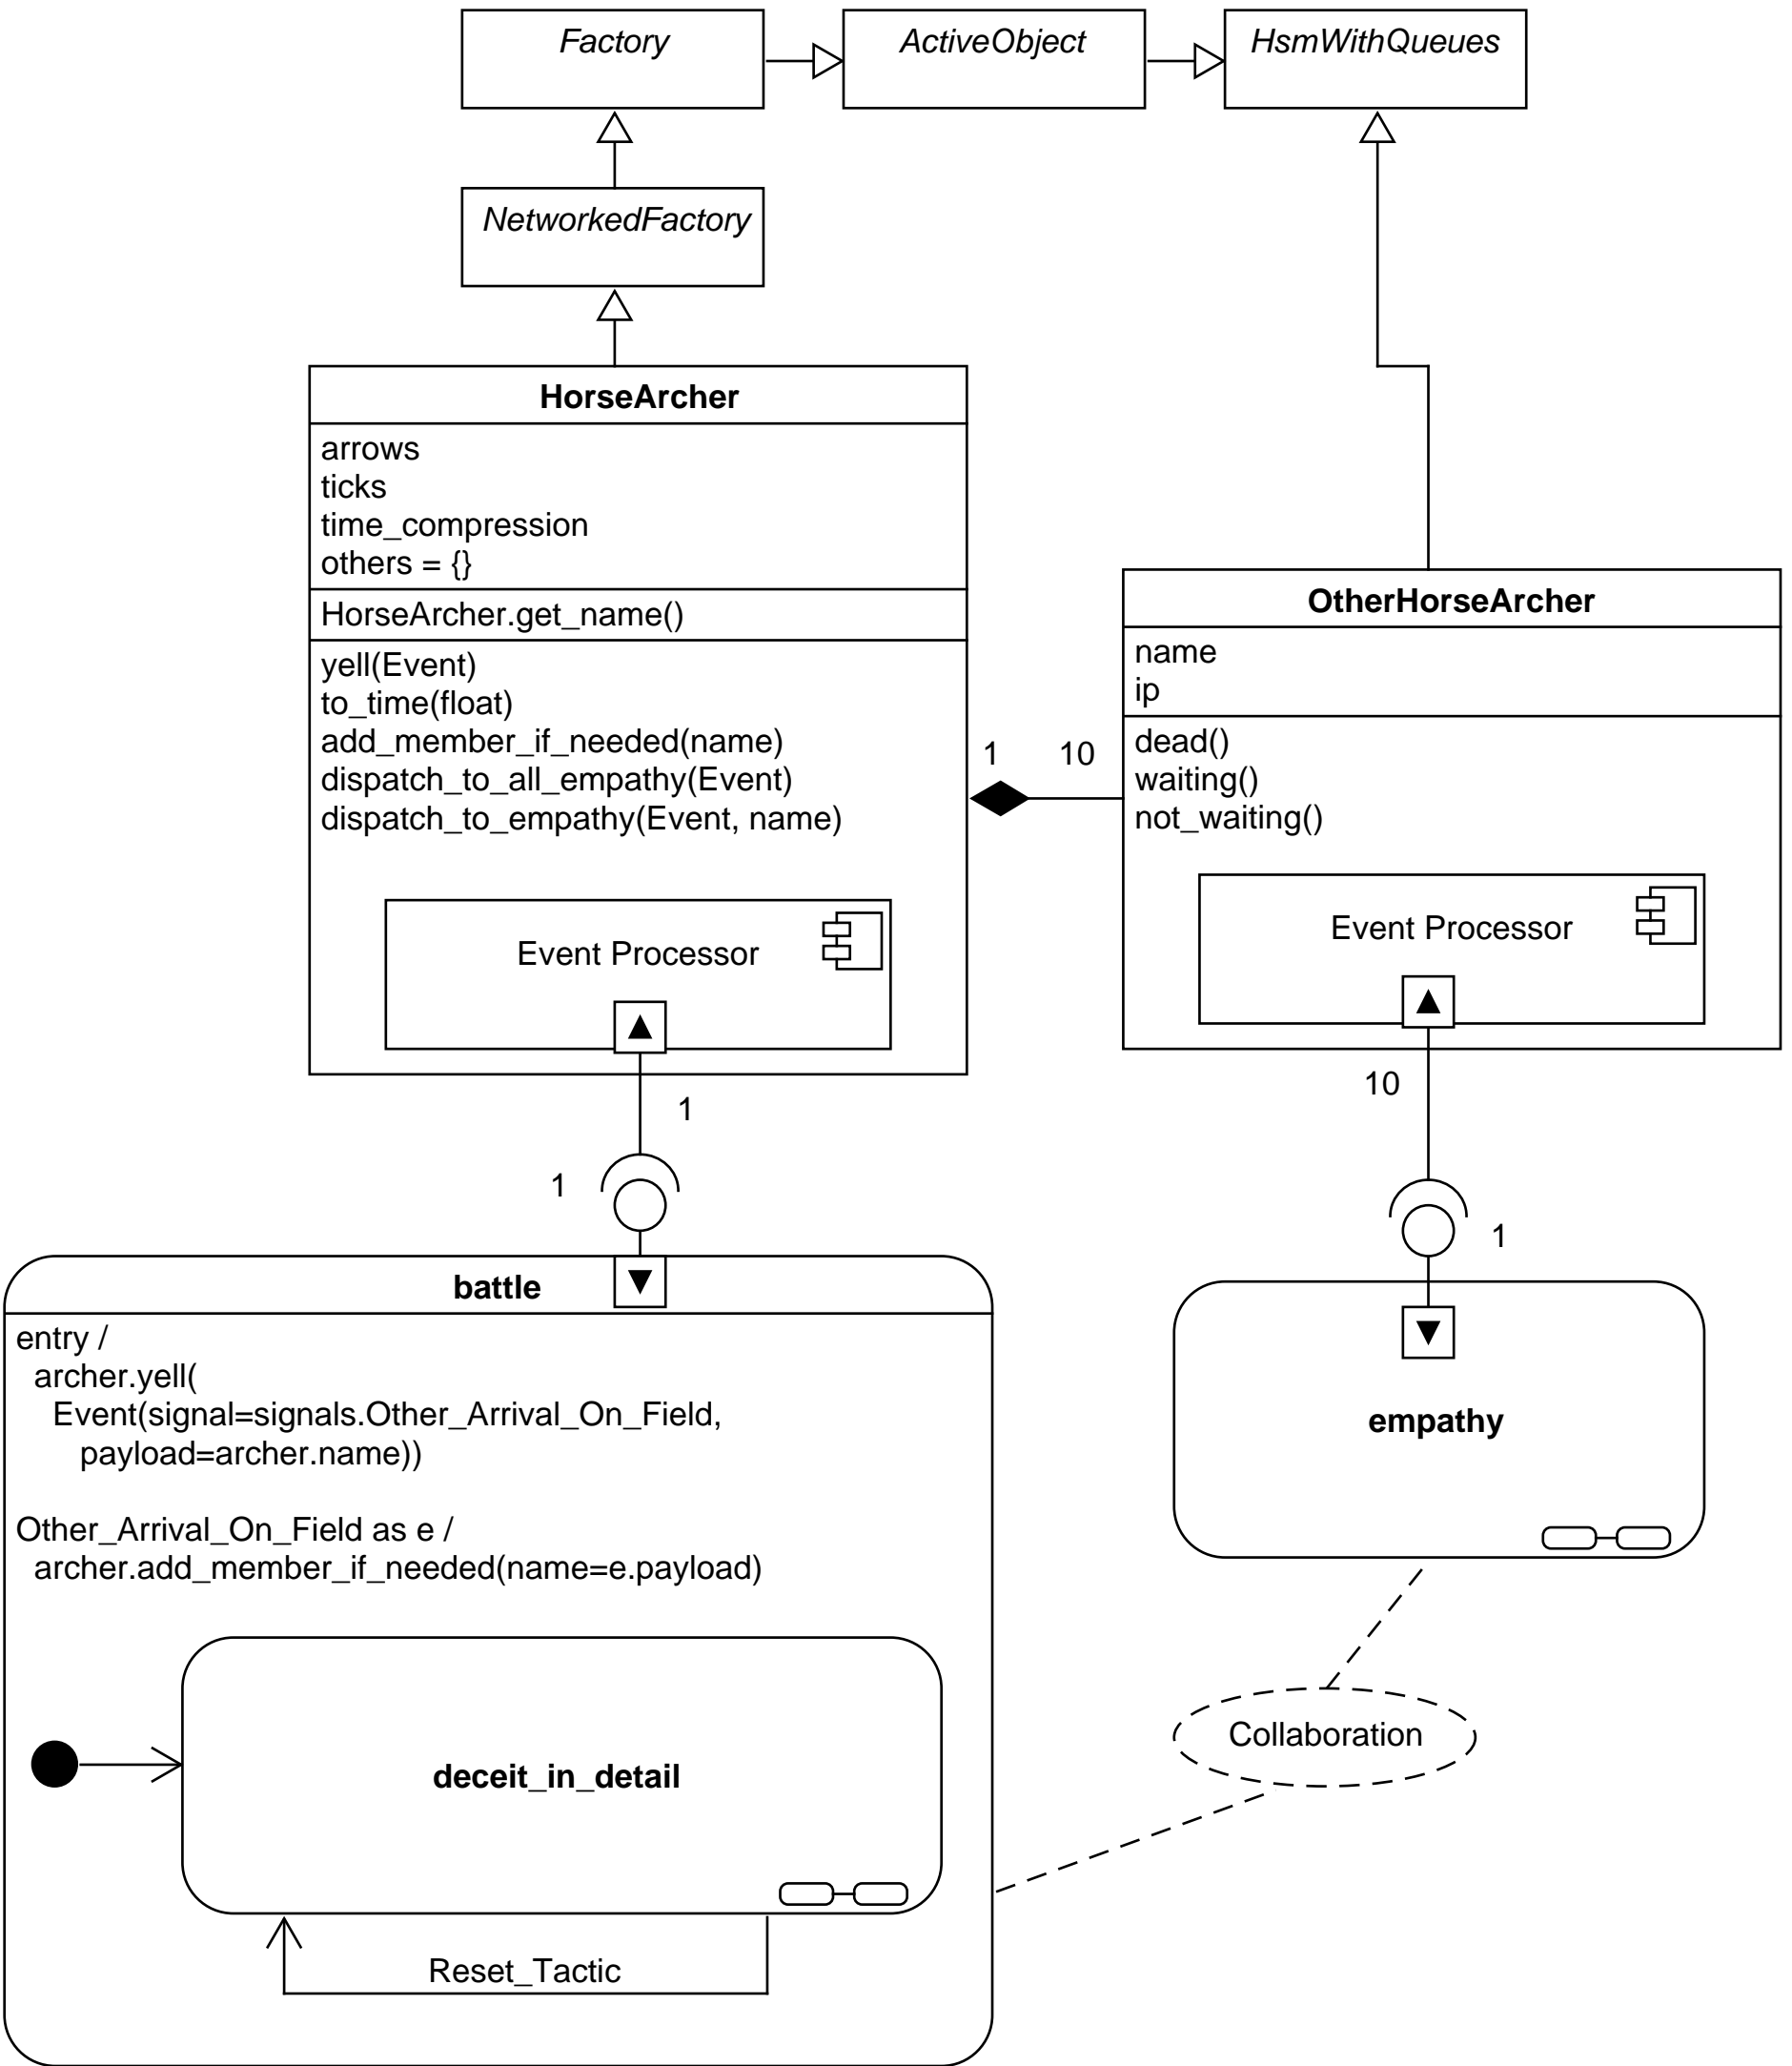 Factory
ActiveObject
HsmWithQueues
NetworkedFactory
HorseArcher
arrows
ticks
time_compression
others = {}
HorseArcher.get_name()
yell(Event)
to_time(float)
add_member_if_needed(name)
dispatch_to_all_empathy(Event)
dispatch_to_empathy(Event, name)
Event Processor
1
10
OtherHorseArcher
name
ip
dead()
waiting()
not_waiting()
Event Processor
1
1
10
1
battle
entry /
archer.yell(
Event(signal=signals.Other_Arrival_On_Field,
payload=archer.name))
Other_Arrival_On_Field as e /
archer.add_member_if_needed(name=e.payload)
deceit_in_detail
Reset_Tactic
empathy
Collaboration